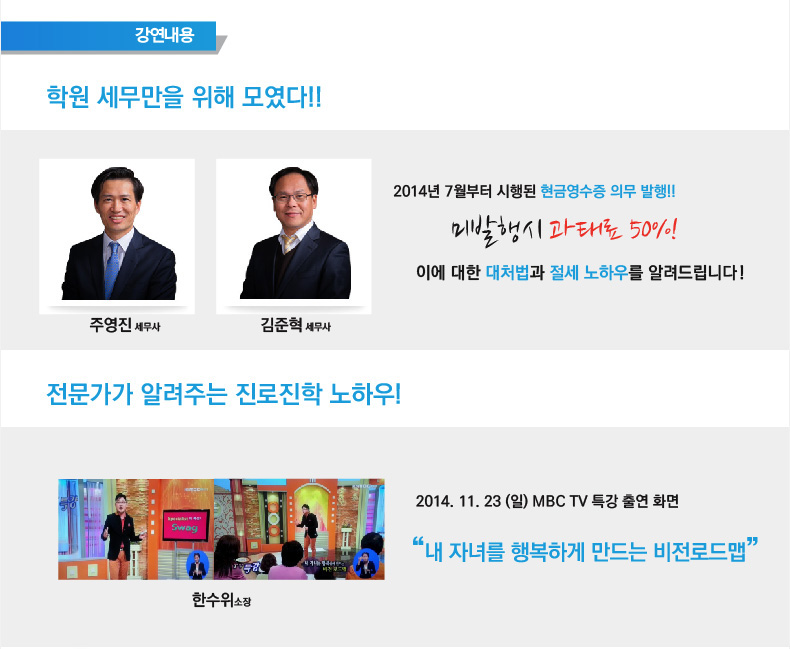 강연내용
학원 세무만을 위해 모였다!!
2014년 7월부터 시행된 현금영수증 의무 발행!!
미발행시 과태료 50%!
이에 대한 대처법과 절세 노하우를 알려드립니다!
주영진 세무사
김준혁 세무사
전문가가 알려주는 진로진학 노하우!
Swag
2014. 11. 23 (일) MBC TV 특강 출연 화면
“내 자녀를 행복하게 만드는 비전로드맵”
비전로드맵
한수위소장